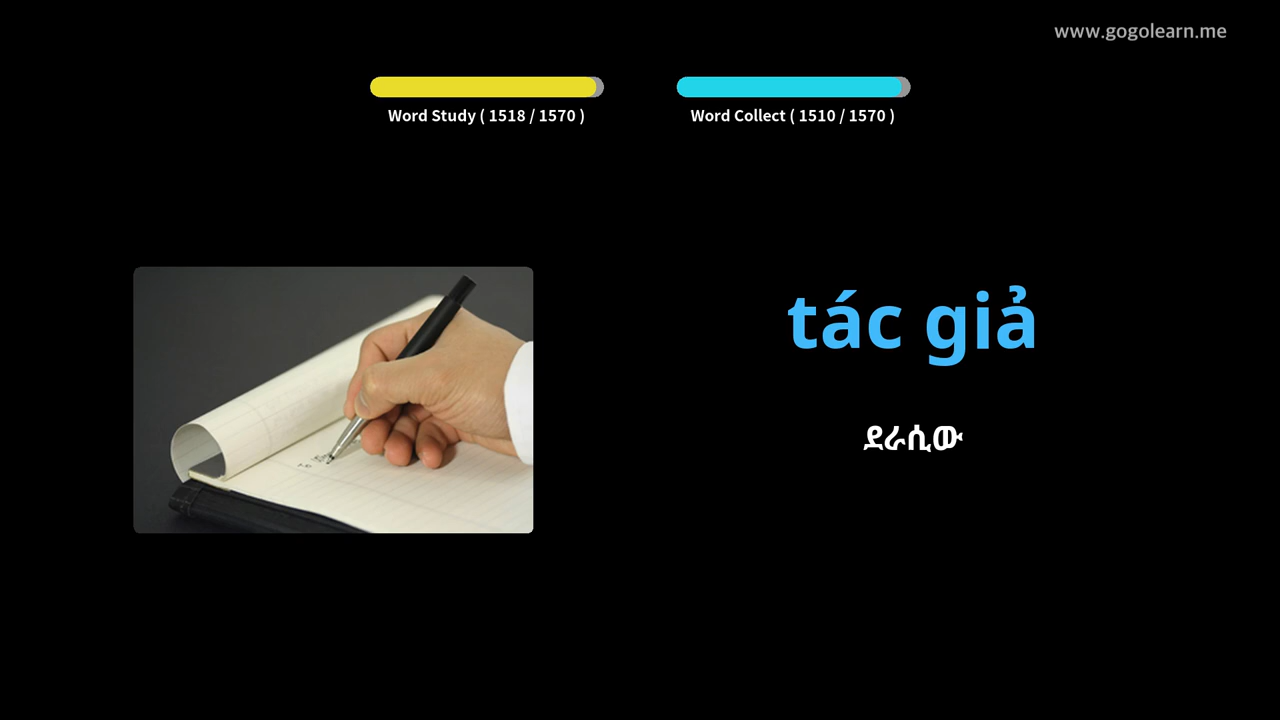 www.gogolearn.me
Word Study ( 1518 / 1570 )
Word Collect ( 1510 / 1570 )
tác giả
ደራሲው